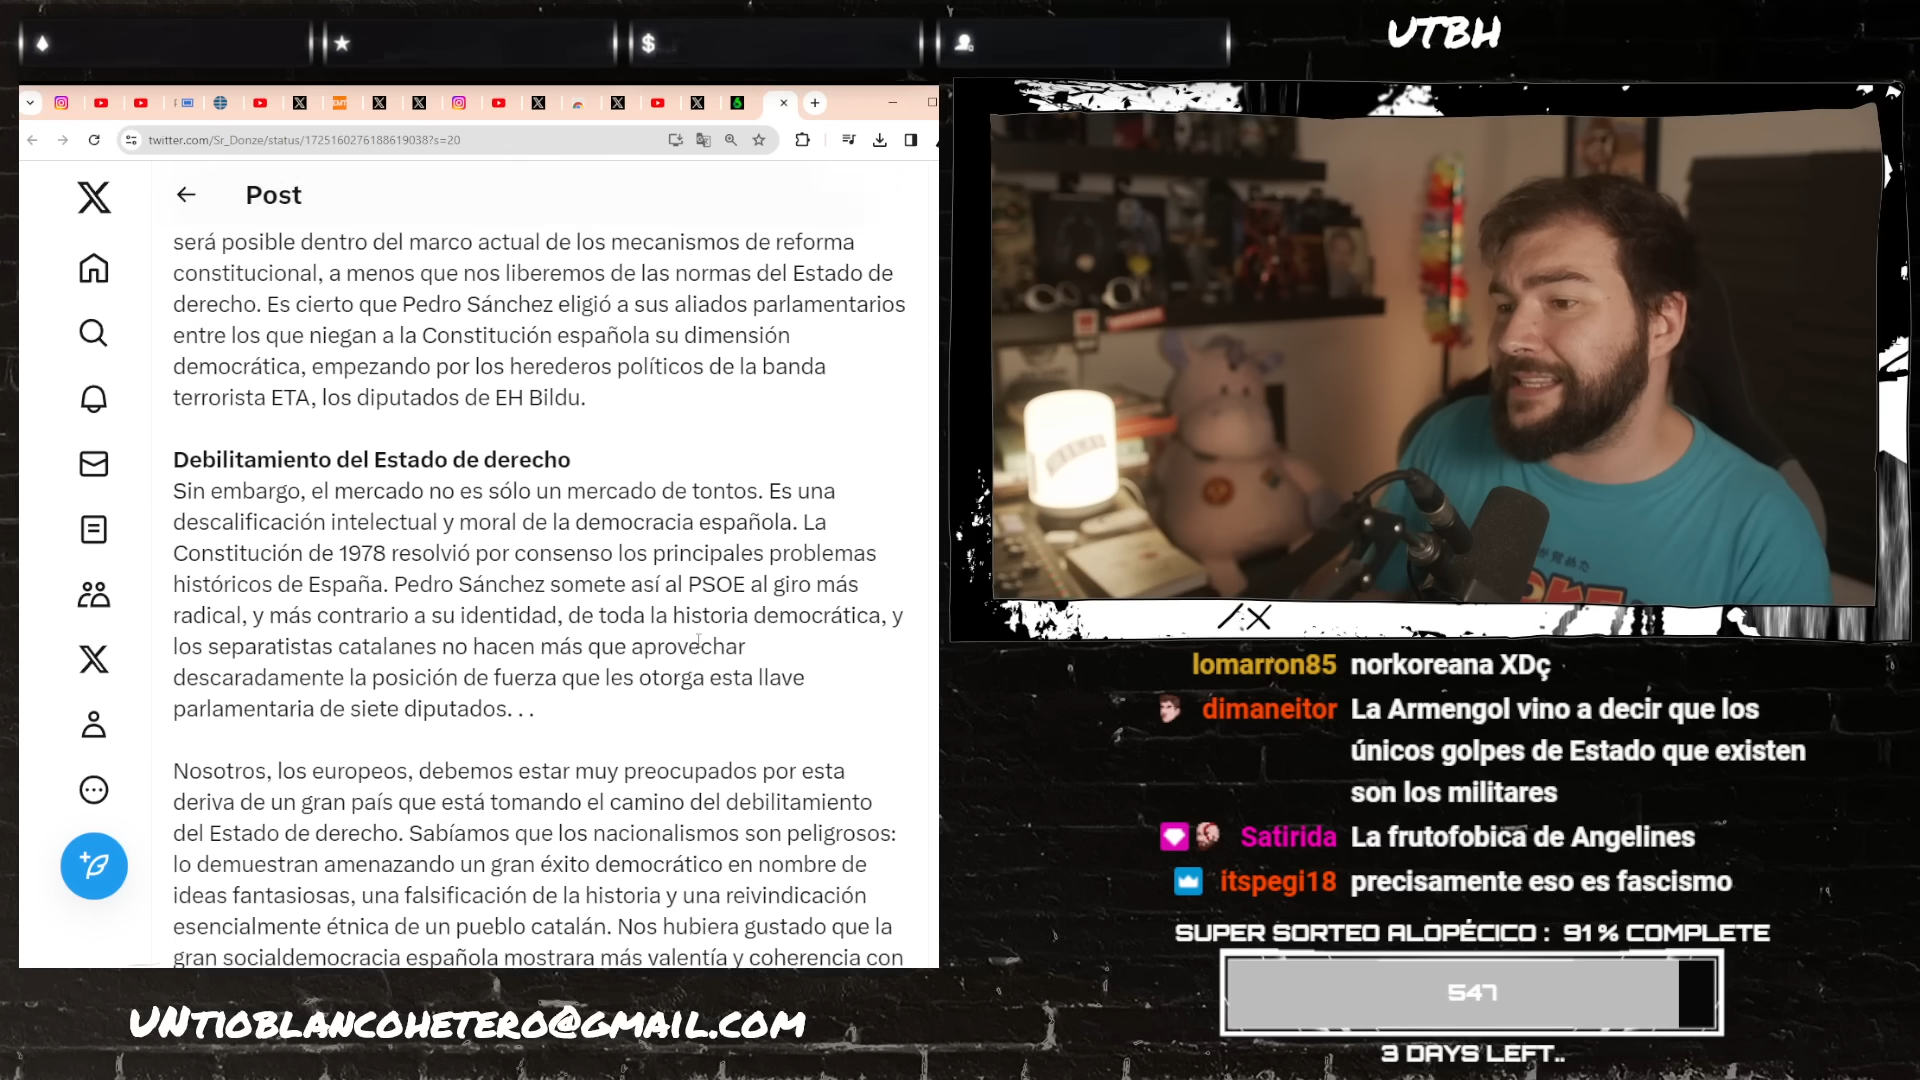 UTBH
twitter.com/Sr_Donze/status/1725160276188619038?s=20
Post
será posible dentro del marco actual de los mecanismos de reforma
constitucional, a menos que nos liberemos de las normas del Estado de
derecho. Es cierto que Pedro Sánchez eligió a sus aliados parlamentarios
entre los que niegan a la Constitución española su dimensión
democrática, empezando por los herederos políticos de la banda
terrorista ETA, los diputados de EH Bildu.
Debilitamiento del Estado de derecho
Sin embargo, el mercado no es sólo un mercado de tontos. Es una
descalificación intelectual y moral de la democracia española. La
Constitución de 1978 resolvió por consenso los principales problemas
históricos de España. Pedro Sánchez somete así al PSOE al giro más
radical, y más contrario a su identidad, de toda la historia democrática, y
los separatistas catalanes no hacen más que aprovechar
descaradamente la posición de fuerza que les otorga esta llave
parlamentaria de siete diputados. . .
Nosotros, los europeos, debemos estar muy preocupados por esta
deriva de un gran país que está tomando el camino del debilitamiento
del Estado de derecho. Sabíamos que los nacionalismos son peligrosos:
lo demuestran amenazando un gran éxito democrático en nombre de
ideas fantasiosas, una falsificación de la historia y una reivindicación
esencialmente étnica de un pueblo catalán. Nos hubiera gustado que la
gran socialdemocracia española mostrara más valentía y coherencia con
lomarron85 norkoreana XDç
dimaneitor La Armengol vino a decir que los
únicos golpes de Estado que existen
son los militares
Satirida La frutofobica de Angelines
itspegi18 precisamente eso es fascismo
SUPER SORTEO ALOPÉCICO : 91% COMPLETE
547
3 DAYS LEFT..
UNTIOBLANCOHETERO@GMAIL.COM